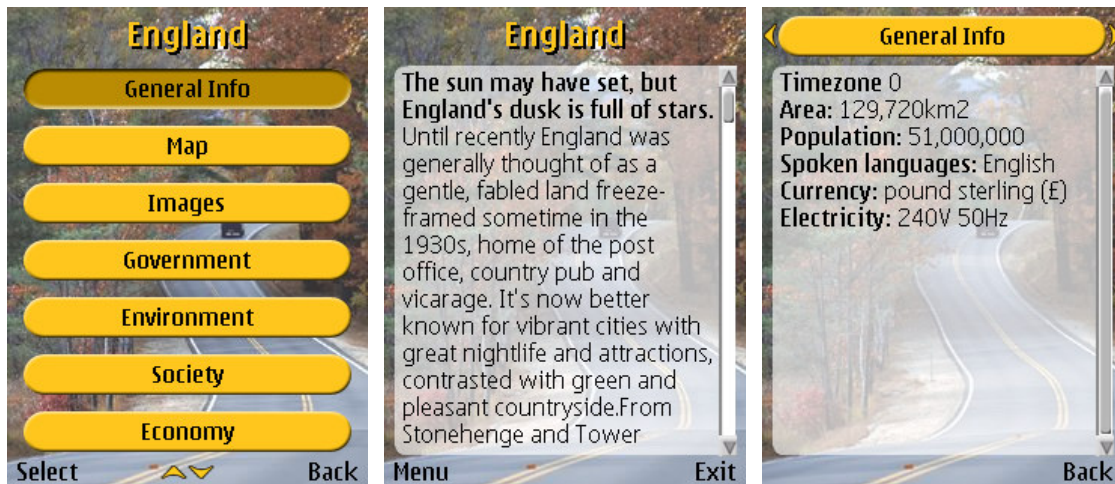 England
General Info
Map
Images
Government
Environment
Society
Economy
Select
Back
England
The sun may have set, but
England's dusk is full of stars.
Until recently England was
generally thought of as a
gentle, fabled land freeze-
framed sometime in the
1930s, home of the post
office, country pub and
vicarage. It's now better
known for vibrant cities with
great nightlife and attractions,
contrasted with green and
pleasant countryside.From
Stonehenge and Tower
Menu
Exit
General Info
Timezone 0
Area: 129,720km2
Population: 51,000,000
Spoken languages: English
Currency: pound sterling (£)
Electricity: 240V 50Hz
Back